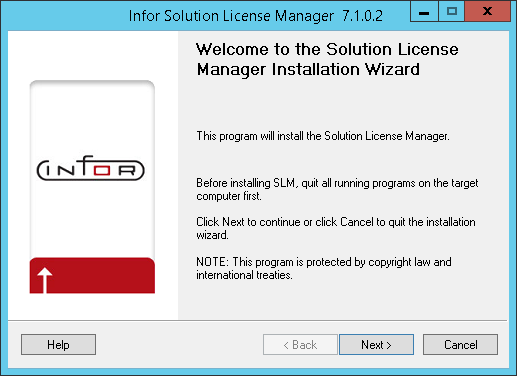 Infor Solution License Manager 7.1.0.2
Welcome to the Solution License
Manager Installation Wizard
infor
This program will install the Solution License Manager.
Before installing SLM, quit all running programs on the target
computer first.
Click Next to continue or click Cancel to quit the installation
wizard.
NOTE: This program is protected by copyright law and
international treaties.
Help
< Back
Next >
Cancel